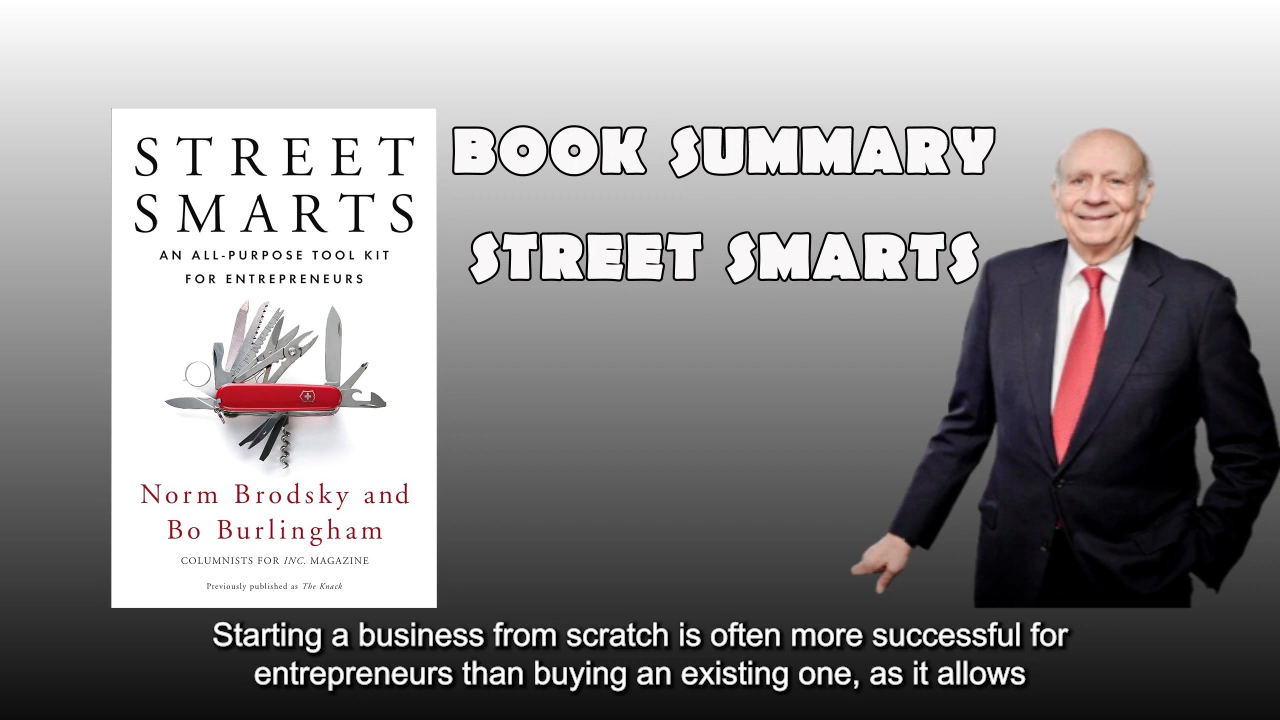 STREET
SMARTS
AN ALL-PURPOSE TOOL KIT
FOR ENTREPRENEURS
Norm Brodsky and
Bo Burlingham
COLUMNISTS FOR INC. MAGAZINE
Previously published as The Knack
BOOK SUMMARY
STREET SMARTS
Starting a business from scratch is often more successful for
entrepreneurs than buying an existing one, as it allows